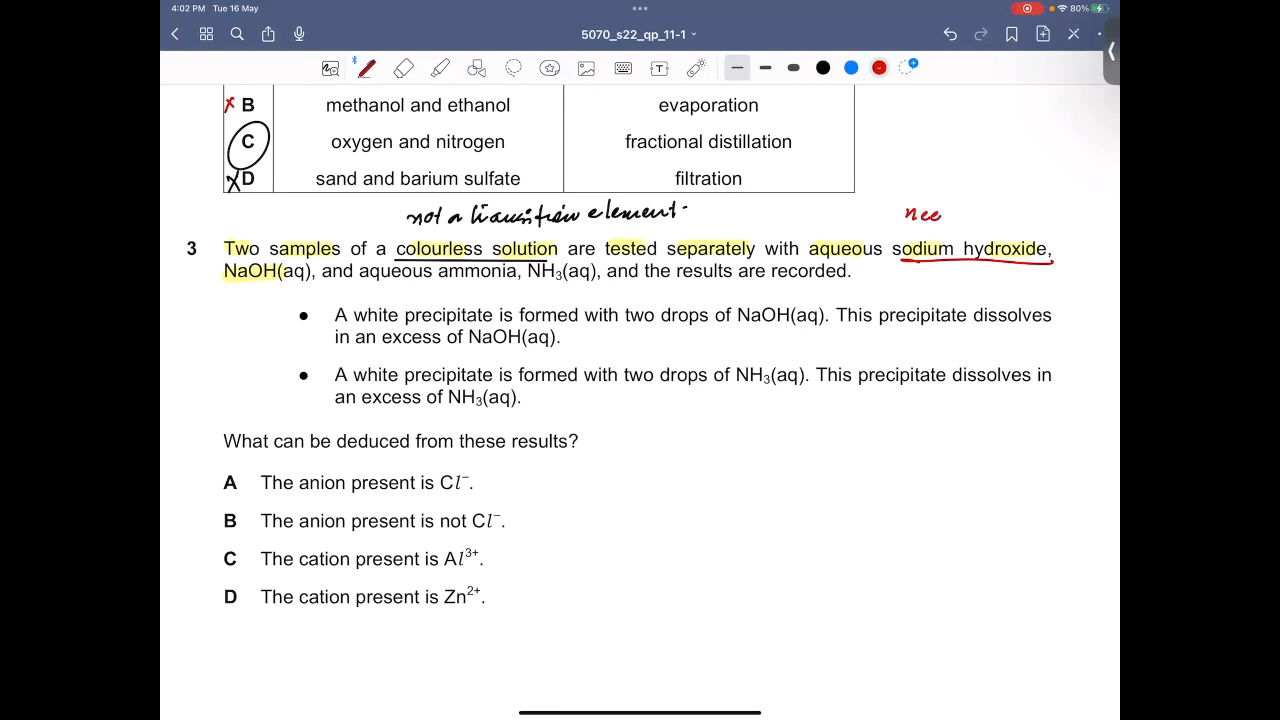 4:02 PM Tue 16 May
80%
5070_s22_qp_11-1
B methanol and ethanol evaporation
C oxygen and nitrogen fractional distillation
D sand and barium sulfate filtration
not a transition element.
nee
3 Two samples of a colourless solution are tested separately with aqueous sodium hydroxide,
NaOH(aq), and aqueous ammonia, NH₃(aq), and the results are recorded.
• A white precipitate is formed with two drops of NaOH(aq). This precipitate dissolves
in an excess of NaOH(aq).
• A white precipitate is formed with two drops of NH₃(aq). This precipitate dissolves in
an excess of NH₃(aq).
What can be deduced from these results?
A The anion present is Cl⁻.
B The anion present is not Cl⁻.
C The cation present is Al³⁺.
D The cation present is Zn²⁺.